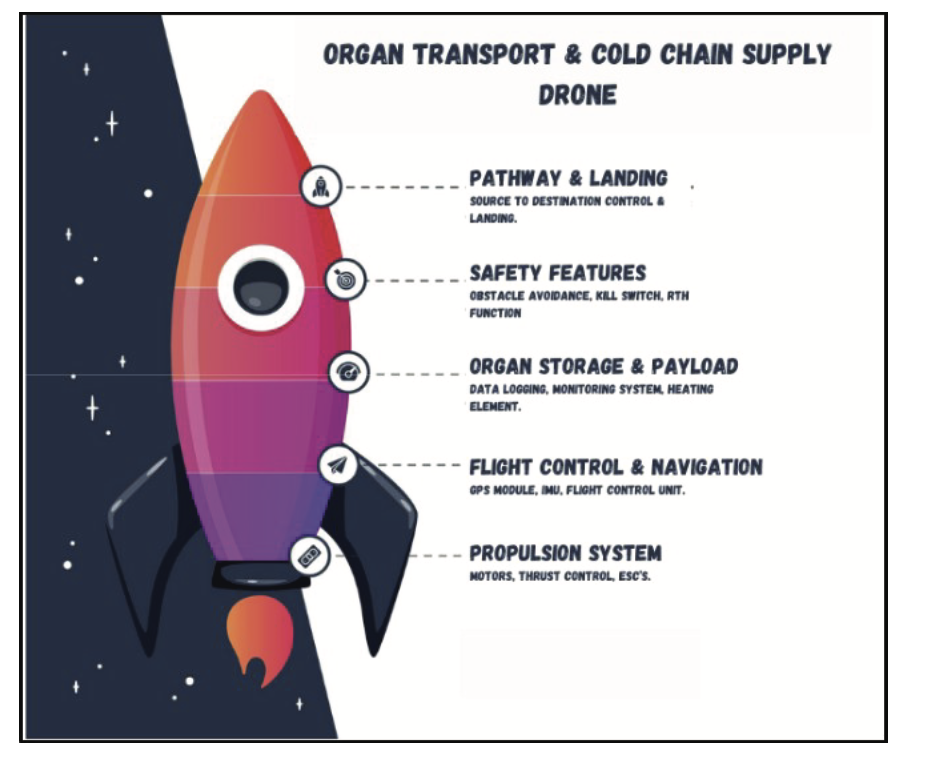 ORGAN TRANSPORT & COLD CHAIN SUPPLY
DRONE
PATHWAY & LANDING
SOURCE TO DESTINATION CONTROL &
LANDING.
SAFETY FEATURES
OBSTACLE AVOIDANCE, KILL SWITCH, RTH
FUNCTION
ORGAN STORAGE & PAYLOAD
DATA LOGGING, MONITORING SYSTEM, HEATING
ELEMENT.
FLIGHT CONTROL & NAVIGATION
GPS MODULE, IMU, FLIGHT CONTROL UNIT.
PROPULSION SYSTEM
MOTORS, THRUST CONTROL, ESC'S.